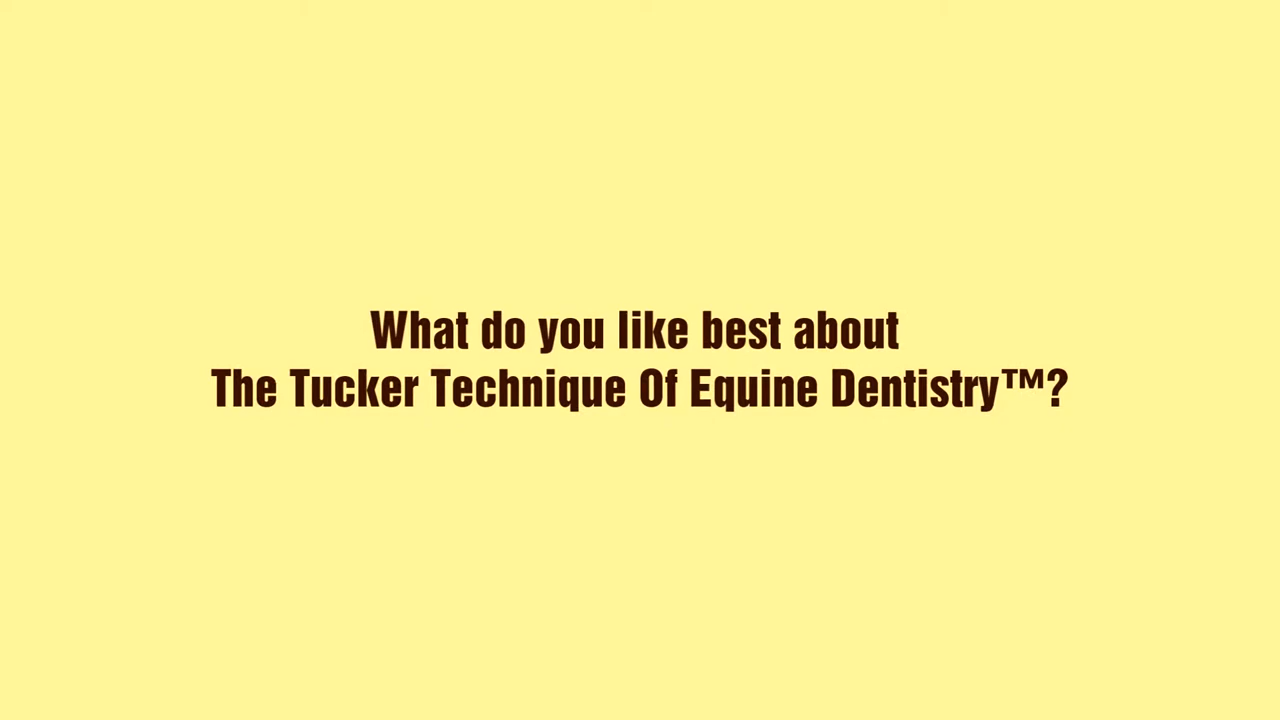 What do you like best about
The Tucker Technique Of Equine Dentistry™?